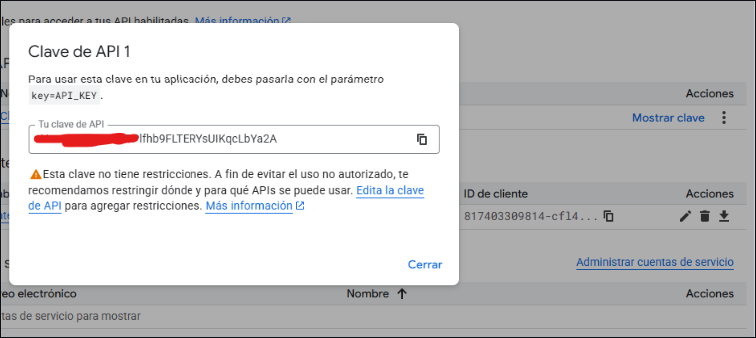 les para acceder a tus API habilitadas. Más información
Clave de API 1
Para usar esta clave en tu aplicación, debes pasarla con el parámetro
key=API_KEY.
Acciones
Tu clave de API
Mostrar clave
lfhb9FLTERYsUIKqcLbYa2A
Esta clave no tiene restricciones. A fin de evitar el uso no autorizado, te
recomendamos restringir dónde y para qué APIs se puede usar. Edita la clave
de API para agregar restricciones. Más información
ID de cliente
Acciones
817403309814-cfl4...
Cerrar
Administrar cuentas de servicio
eo electrónico
Nombre
Acciones
tas de servicio para mostrar